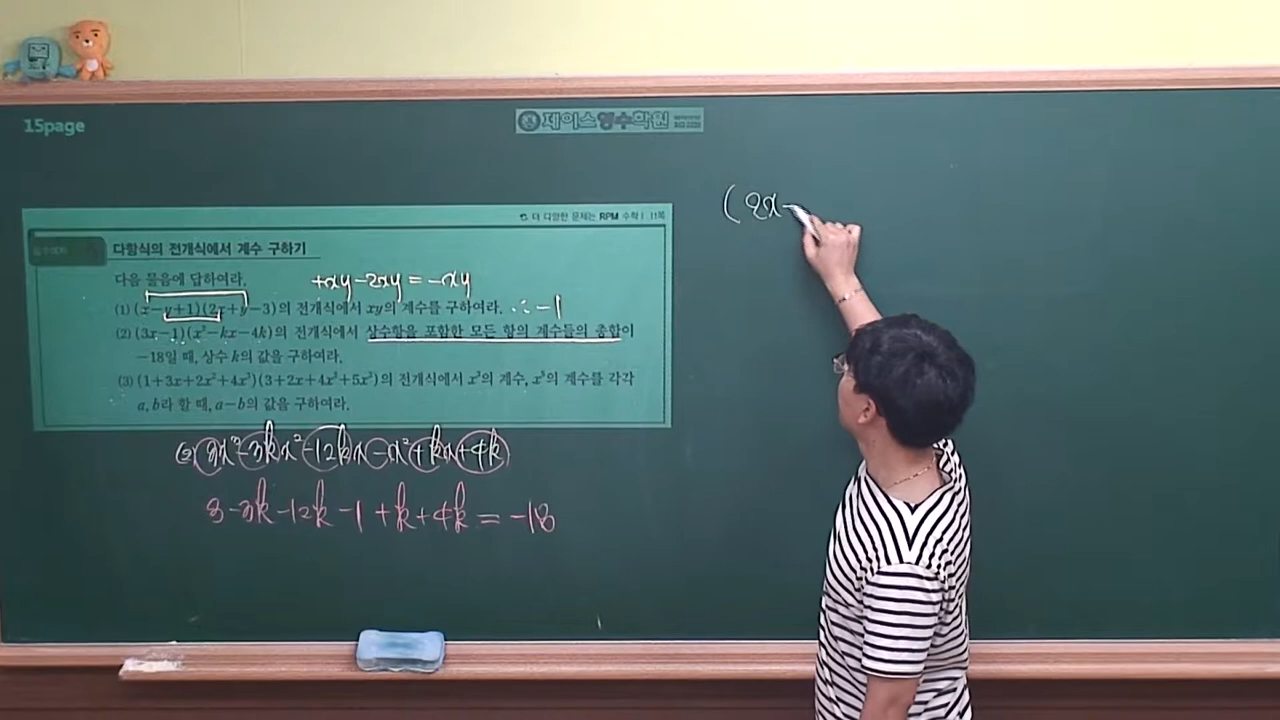 15page
제이스영수학원
더 다양한 문제는 RPM 수학Ⅰ 11쪽
다항식의 전개식에서 계수 구하기
다음 물음에 답하여라.
+xy-2xy=-xy
(1) (x-y+1)(2x+y-3)의 전개식에서 xy의 계수를 구하여라. ∴-1
(2) (3x-1)(x²-kx-4k)의 전개식에서 상수항을 포함한 모든 항의 계수들의 총합이
-18일 때, 상수 k의 값을 구하여라.
(3) (1+3x+2x²+4x³)(3+2x+4x²+5x³)의 전개식에서 x³의 계수, x⁵의 계수를 각각
a, b라 할 때, a-b의 값을 구하여라.
(2) 3x³-3kx²-12kx-x²+kx+4k
3-3k-12k-1+k+4k=-18
(2x-